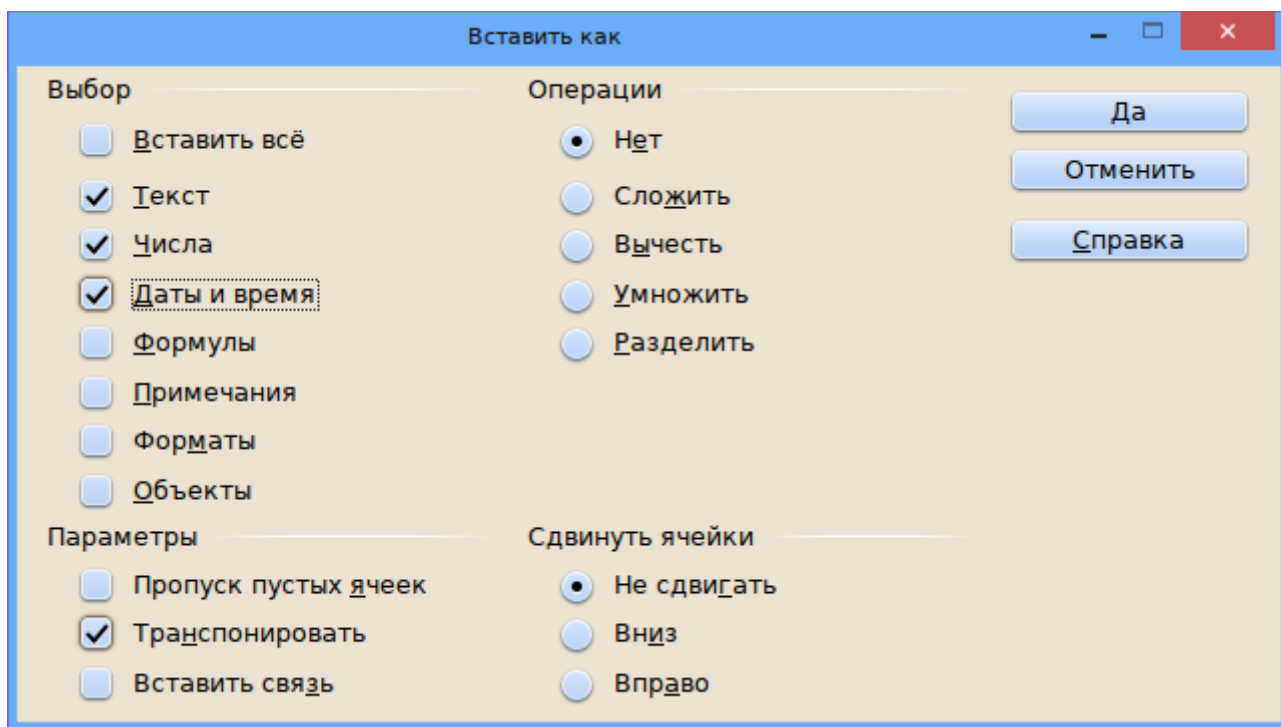 Вставить как
Выбор
Вставить всё
Текст
Числа
Даты и время
Формулы
Примечания
Форматы
Объекты
Операции
Нет
Сложить
Вычесть
Умножить
Разделить
Да
Отменить
Справка
Параметры
Пропуск пустых ячеек
Транспонировать
Вставить связь
Сдвинуть ячейки
Не сдвигать
Вниз
Вправо